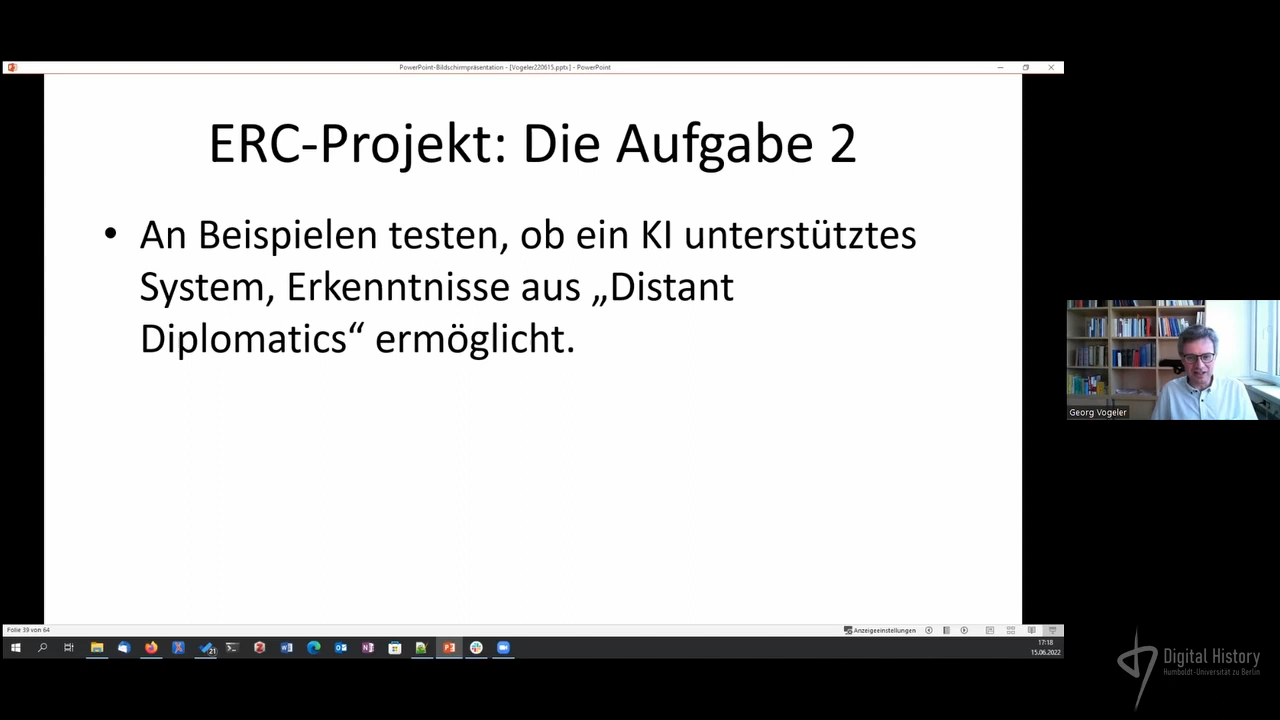 PowerPoint-Bildschirmpräsentation - [Vogeler220615.pptx] - PowerPoint
ERC-Projekt: Die Aufgabe 2
• An Beispielen testen, ob ein KI unterstütztes
System, Erkenntnisse aus „Distant
Diplomatics“ ermöglicht.
Georg Vogeler
Folie 39 von 64
Anzeigeeinstellungen
21
17:18
15.06.2022
Digital History
Humboldt-Universität zu Berlin